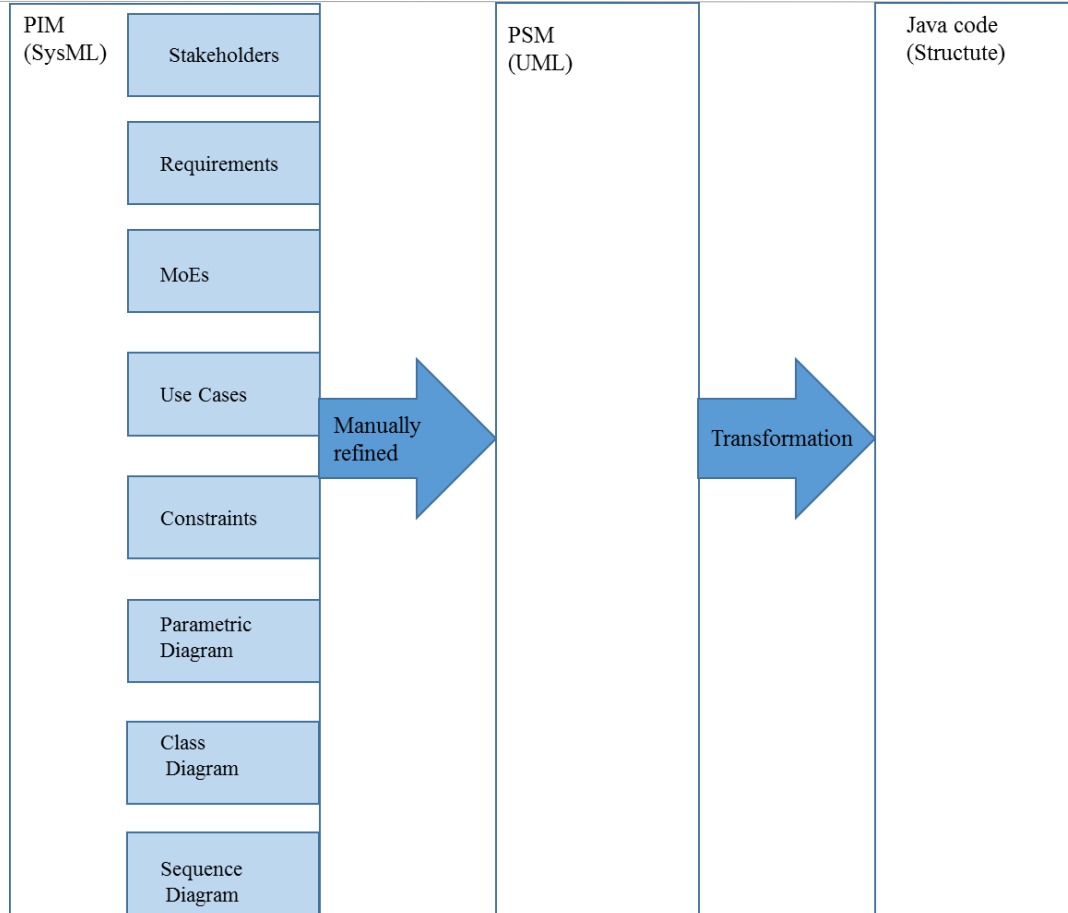 PIM
(SysML)
Stakeholders
Requirements
MoEs
Use Cases
Constraints
Parametric
Diagram
Class
Diagram
Sequence
Diagram
Manually
refined
PSM
(UML)
Transformation
Java code
(Structute)